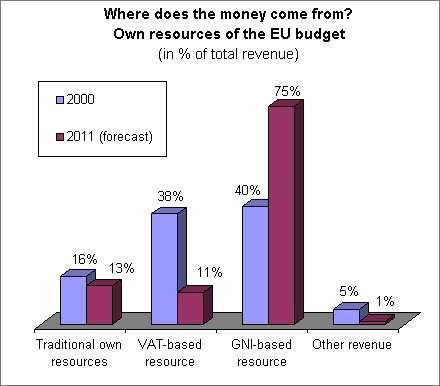 Where does the money come from?
Own resources of the EU budget
(in % of total revenue)
2000
2011 (forecast)
16%
13%
38%
11%
40%
75%
5%
1%
Traditional own
resources
VAT-based
resource
GNI-based
resource
Other revenue